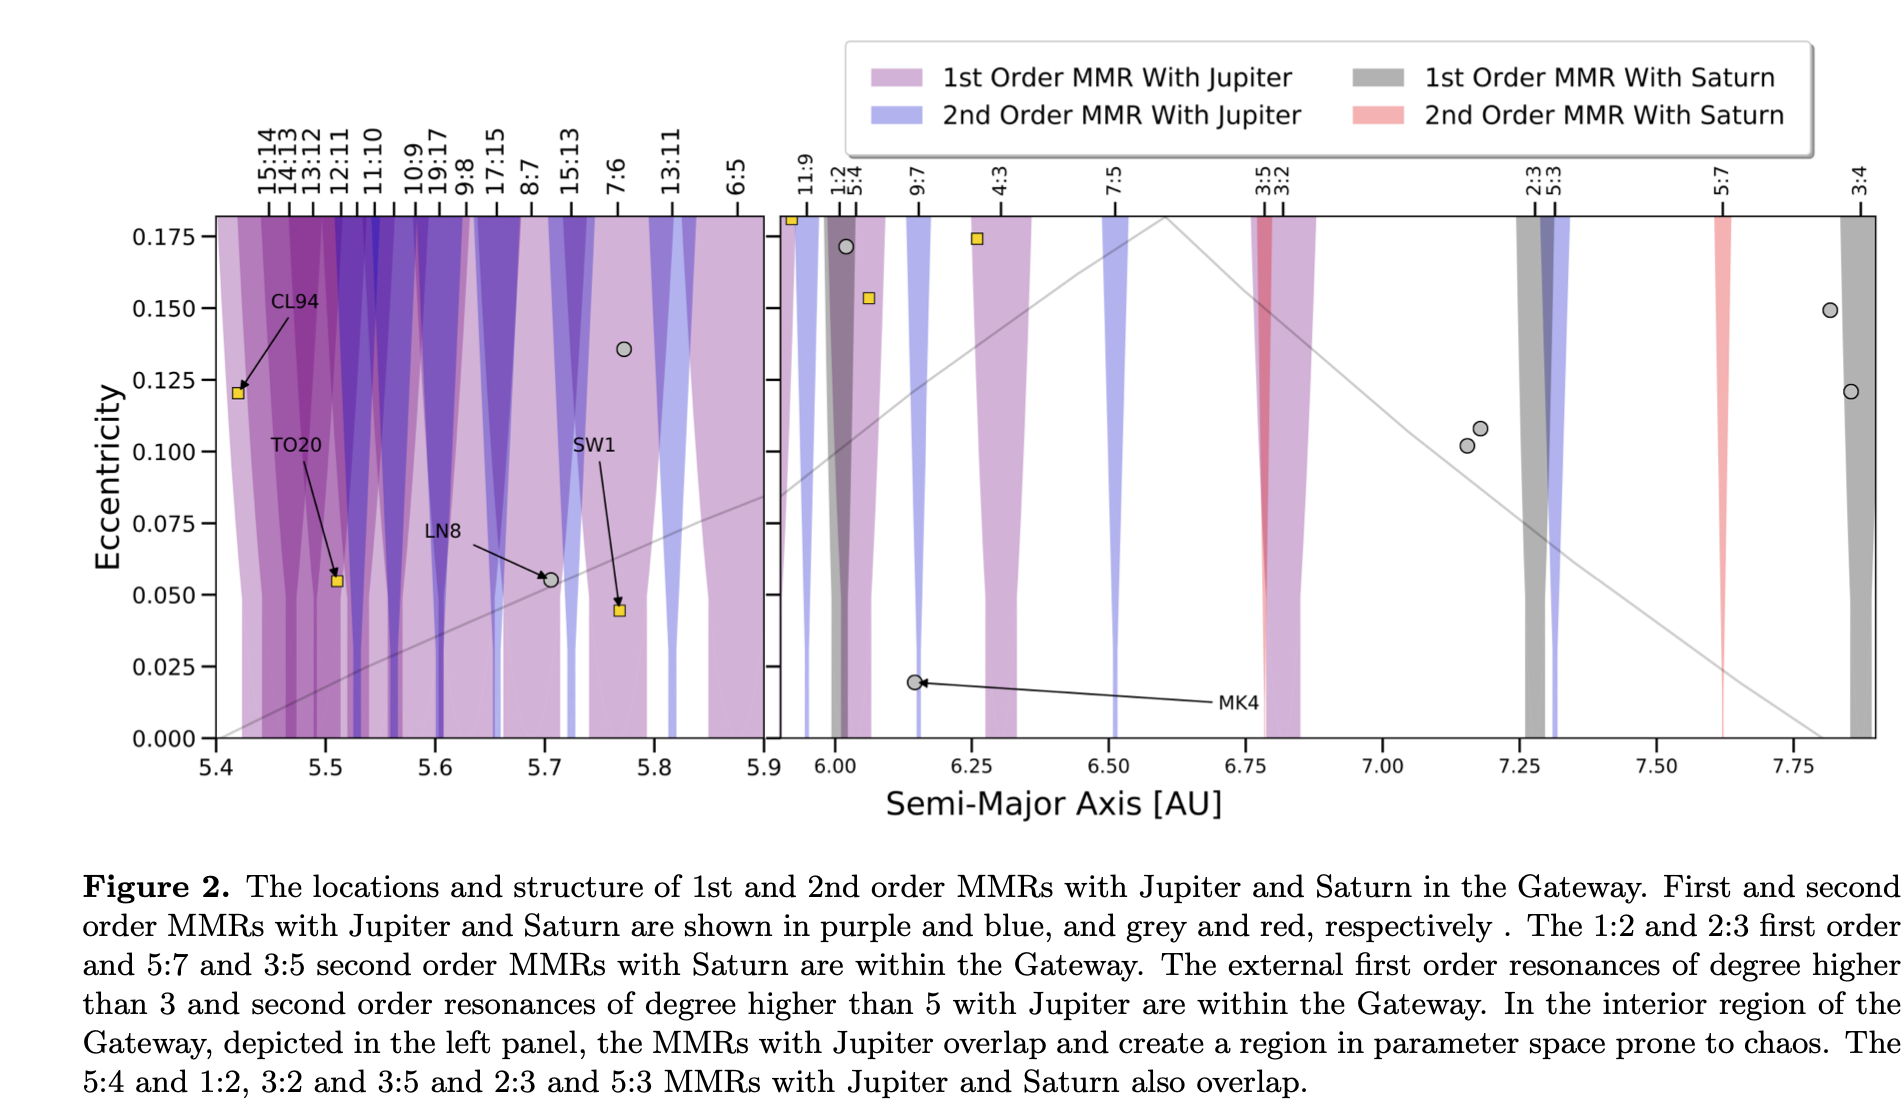 1st Order MMR With Jupiter
1st Order MMR With Saturn
2nd Order MMR With Jupiter
2nd Order MMR With Saturn
15:14
14:13
13:12
12:11
11:10
10:9
19:17
9:8
17:15
8:7
15:13
7:6
13:11
6:5
11:9
1:2
5:4
9:7
4:3
7:5
3:5
3:2
2:3
5:3
5:7
3:4
0.175
0.150
0.125
0.100
0.075
0.050
0.025
0.000
Eccentricity
CL94
TO20
LN8
SW1
MK4
5.4
5.5
5.6
5.7
5.8
5.9
6.00
6.25
6.50
6.75
7.00
7.25
7.50
7.75
Semi-Major Axis [AU]
Figure 2. The locations and structure of 1st and 2nd order MMRs with Jupiter and Saturn in the Gateway. First and second
order MMRs with Jupiter and Saturn are shown in purple and blue, and grey and red, respectively . The 1:2 and 2:3 first order
and 5:7 and 3:5 second order MMRs with Saturn are within the Gateway. The external first order resonances of degree higher
than 3 and second order resonances of degree higher than 5 with Jupiter are within the Gateway. In the interior region of the
Gateway, depicted in the left panel, the MMRs with Jupiter overlap and create a region in parameter space prone to chaos. The
5:4 and 1:2, 3:2 and 3:5 and 2:3 and 5:3 MMRs with Jupiter and Saturn also overlap.